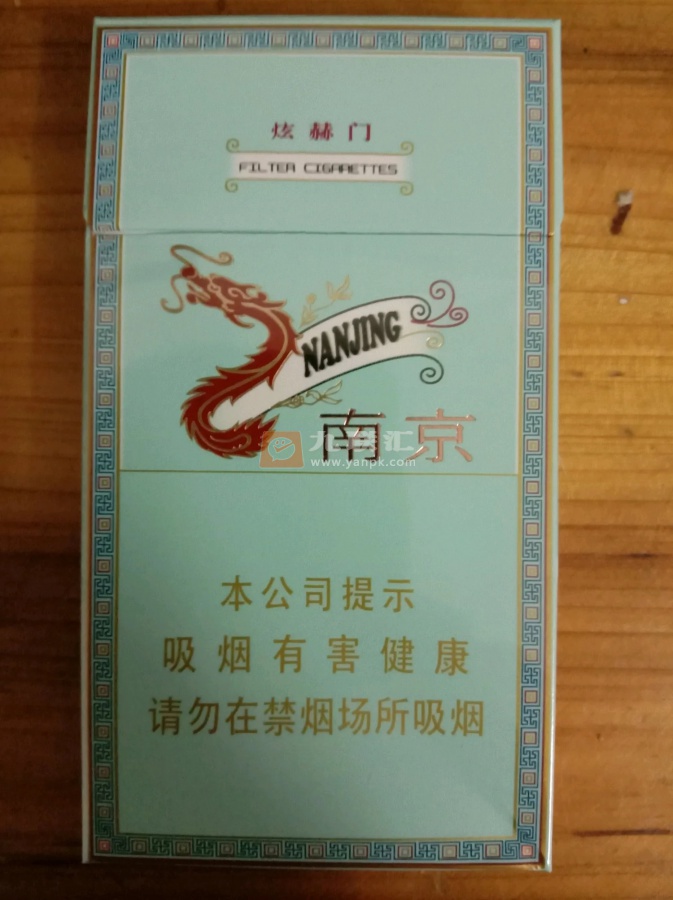 炫赫门
FILTER CIGARETTES
NANJING
南京
www.yanpk.com
本公司提示
吸烟有害健康
请勿在禁烟场所吸烟